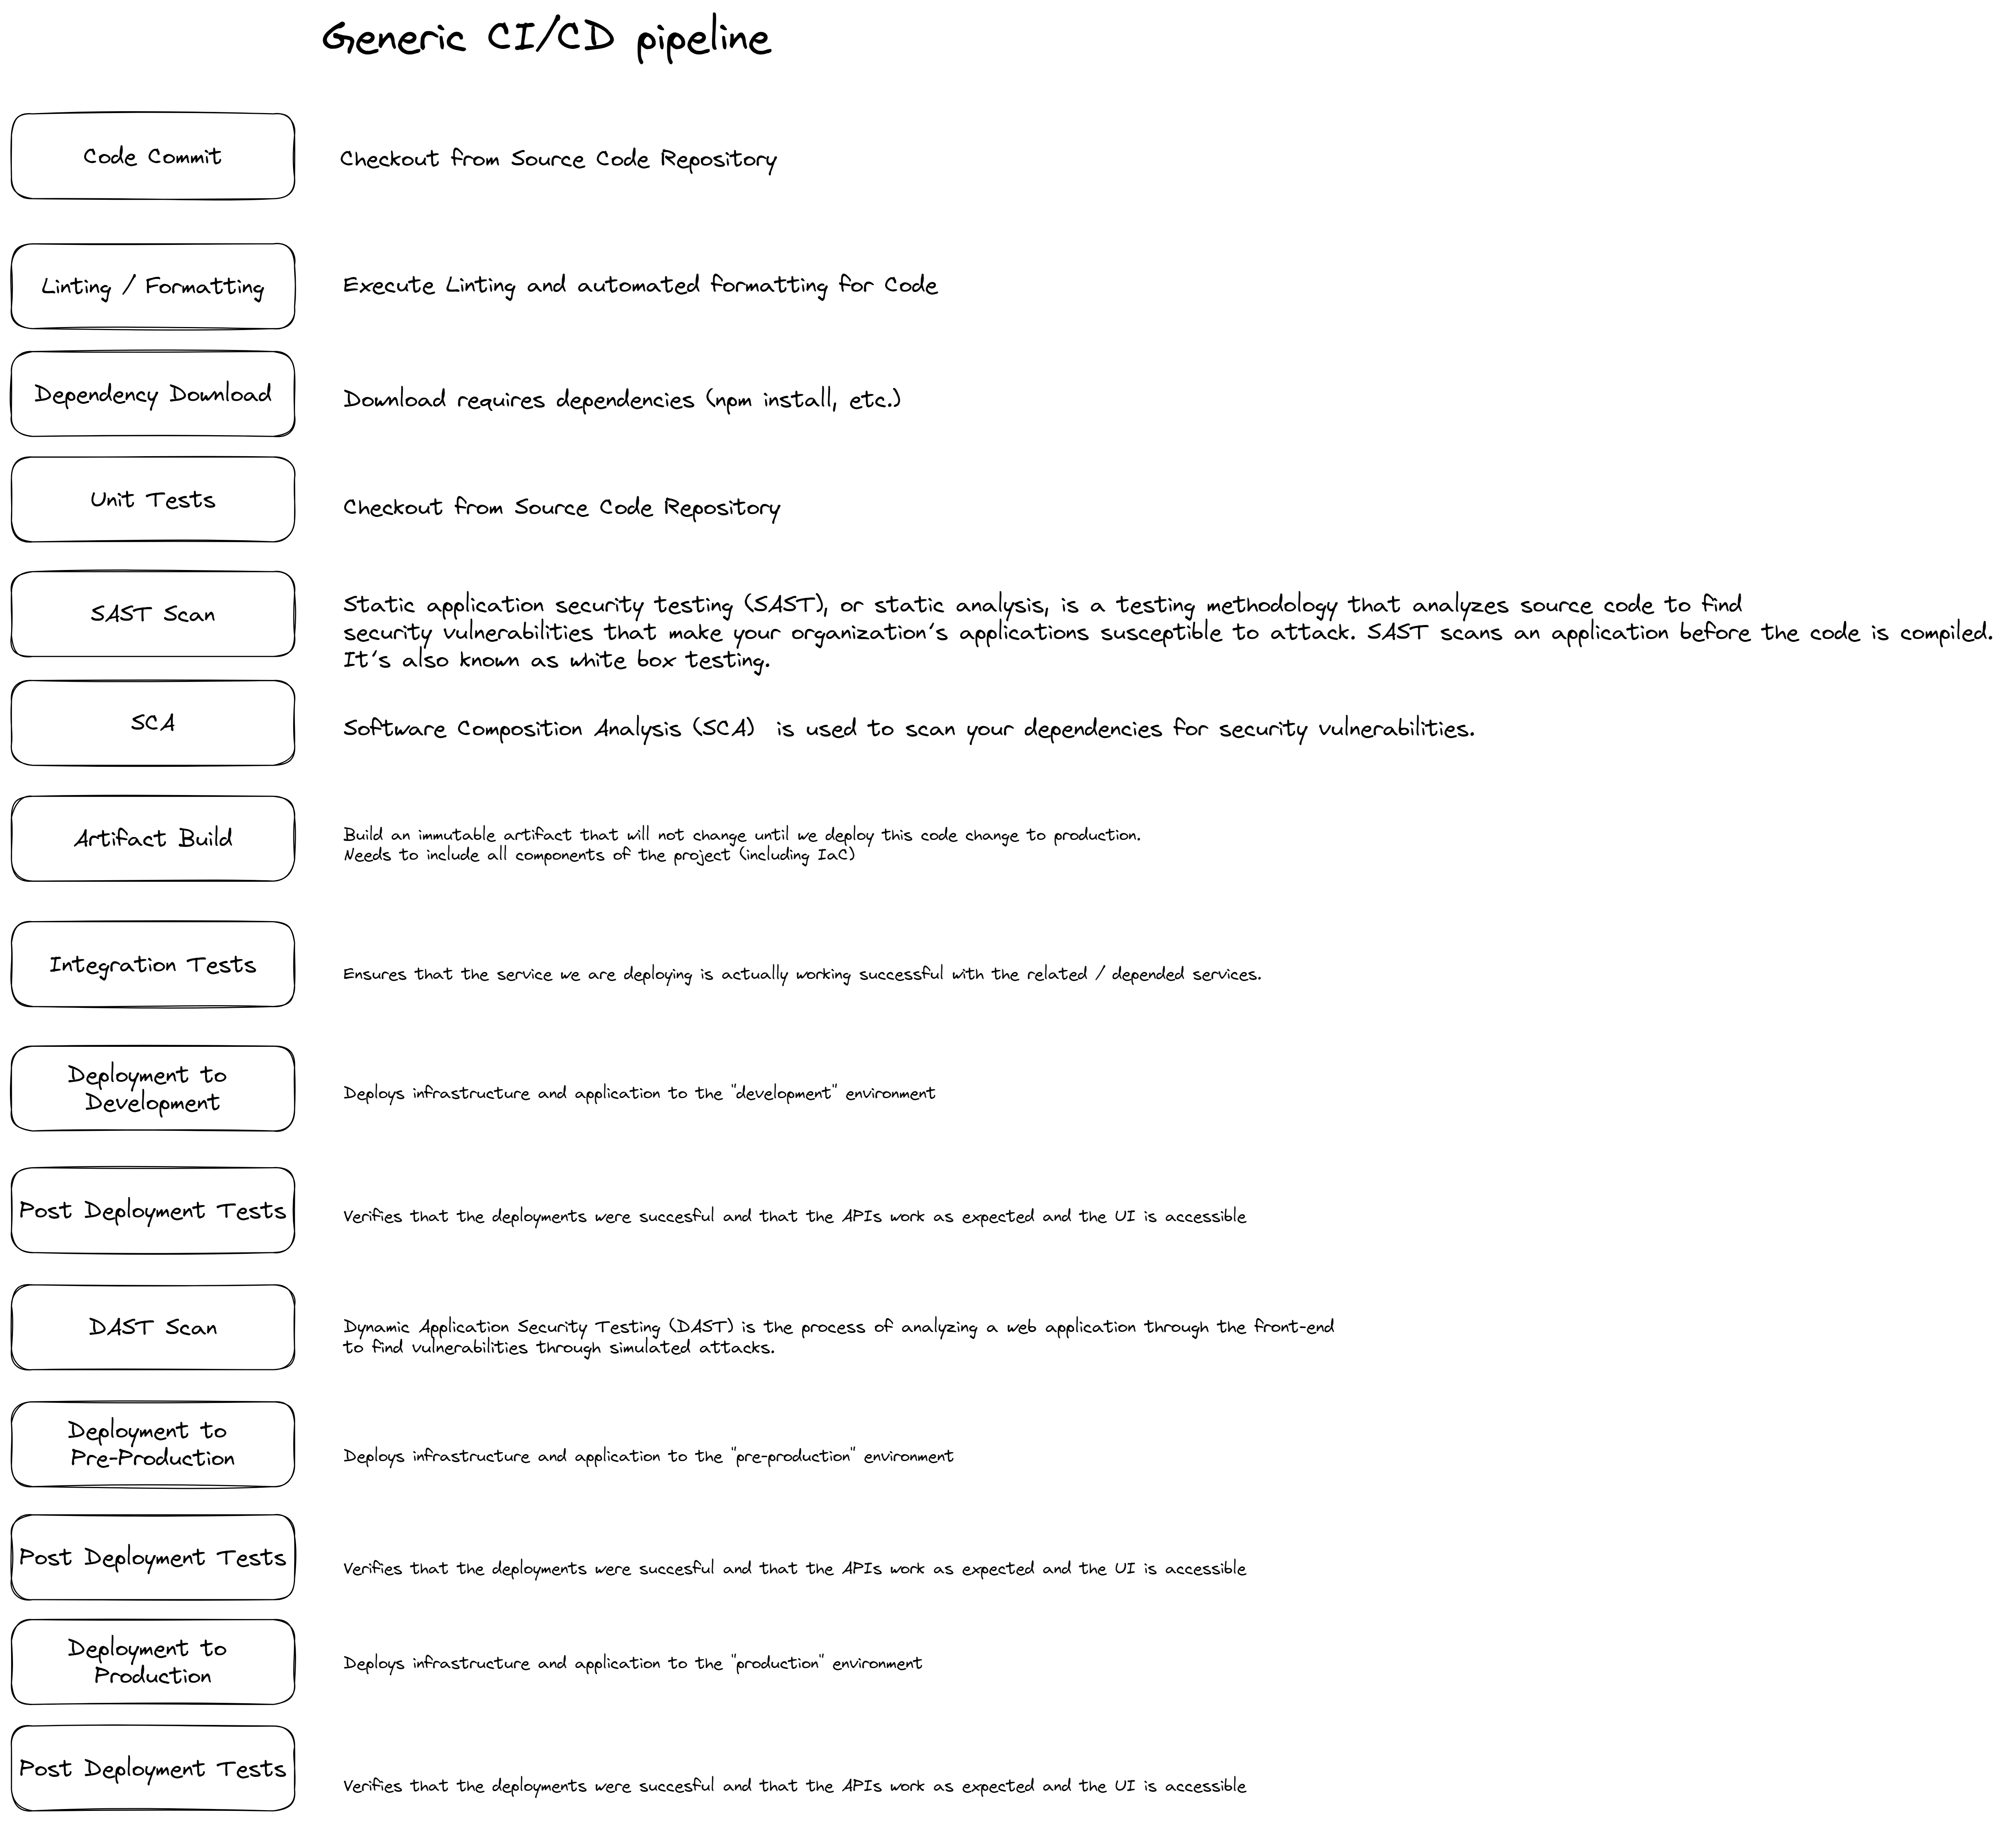 Generic CI/CD pipeline
Code Commit
Checkout from Source Code Repository
Linting / Formatting
Execute Linting and automated formatting for Code
Dependency Download
Download requires dependencies (npm install, etc.)
Unit Tests
Checkout from Source Code Repository
SAST Scan
Static application security testing (SAST), or static analysis, is a testing methodology that analyzes source code to find
security vulnerabilities that make your organization's applications susceptible to attack. SAST scans an application before the code is compiled.
It's also known as white box testing.
SCA
Software Composition Analysis (SCA)  is used to scan your dependencies for security vulnerabilities.
Artifact Build
Build an immutable artifact that will not change until we deploy this code change to production.
Needs to include all components of the project (including IaC)
Integration Tests
Ensures that the service we are deploying is actually working successful with the related / depended services.
Deployment to
Development
Deploys infrastructure and application to the "development" environment
Post Deployment Tests
Verifies that the deployments were succesful and that the APIs work as expected and the UI is accessible
DAST Scan
Dynamic Application Security Testing (DAST) is the process of analyzing a web application through the front-end
to find vulnerabilities through simulated attacks.
Deployment to
Pre-Production
Deploys infrastructure and application to the "pre-production" environment
Post Deployment Tests
Verifies that the deployments were succesful and that the APIs work as expected and the UI is accessible
Deployment to
Production
Deploys infrastructure and application to the "production" environment
Post Deployment Tests
Verifies that the deployments were succesful and that the APIs work as expected and the UI is accessible